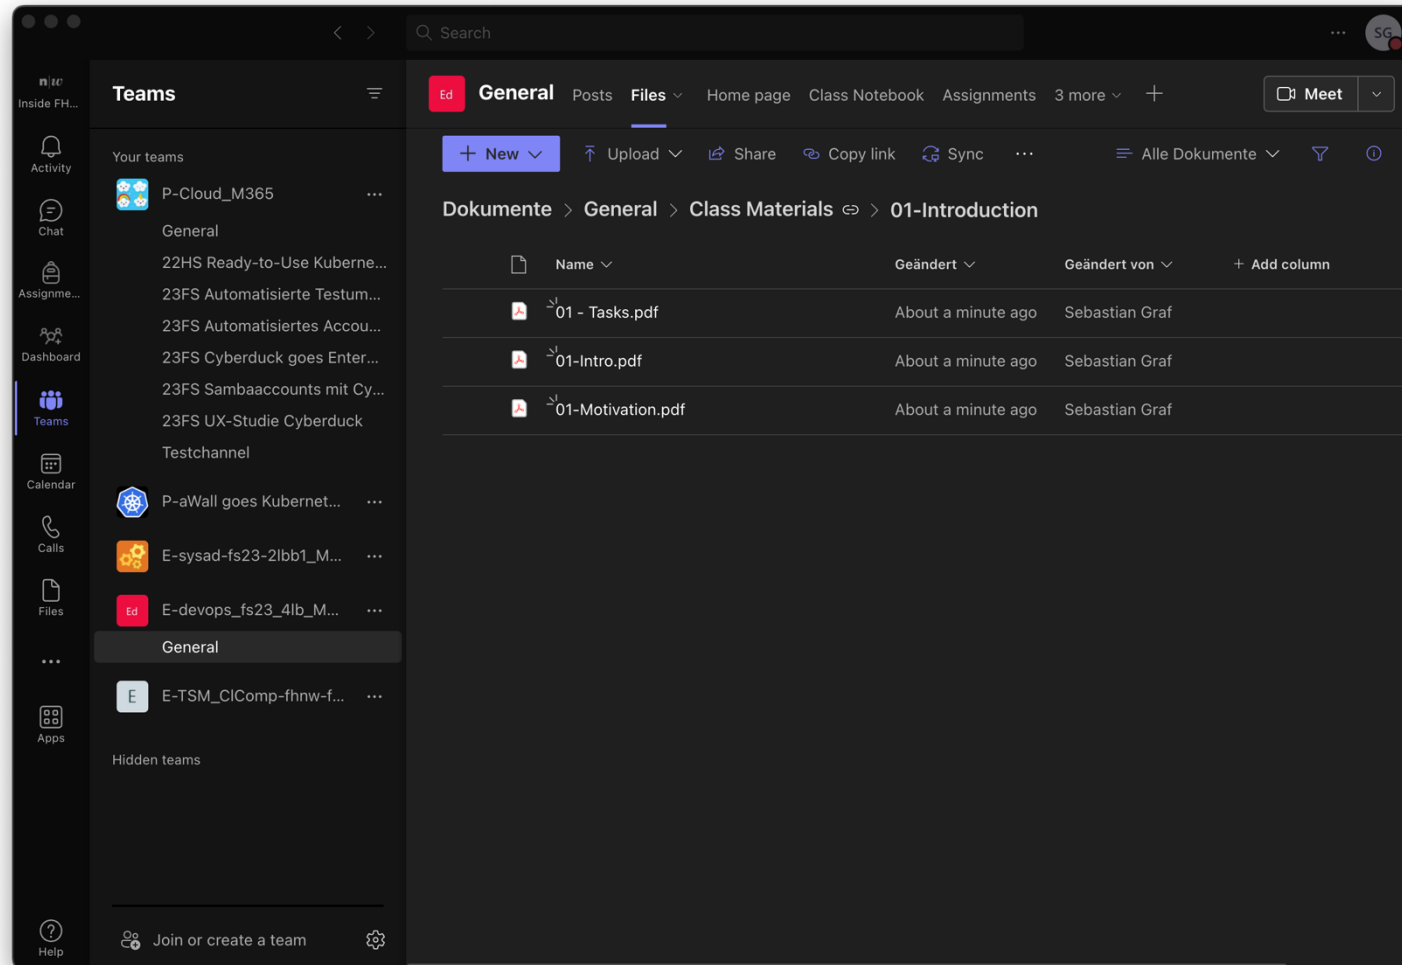 Search
SG
n|w
Inside FH...
Activity
Chat
Assignme...
Dashboard
Teams
Calendar
Calls
Files
Apps
Help
Teams
Your teams
P-Cloud_M365
General
22HS Ready-to-Use Kuberne...
23FS Automatisierte Testum...
23FS Automatisiertes Accou...
23FS Cyberduck goes Enter...
23FS Sambaaccounts mit Cy...
23FS UX-Studie Cyberduck
Testchannel
P-aWall goes Kubernet...
E-sysad-fs23-2lbb1_M...
Ed E-devops_fs23_4lb_M...
General
E E-TSM_ClComp-fhnw-f...
Hidden teams
Join or create a team
Ed General Posts Files Home page Class Notebook Assignments 3 more Meet
New Upload Share Copy link Sync Alle Dokumente
Dokumente > General > Class Materials > 01-Introduction
Name Geändert Geändert von + Add column
01 - Tasks.pdf About a minute ago Sebastian Graf
01-Intro.pdf About a minute ago Sebastian Graf
01-Motivation.pdf About a minute ago Sebastian Graf